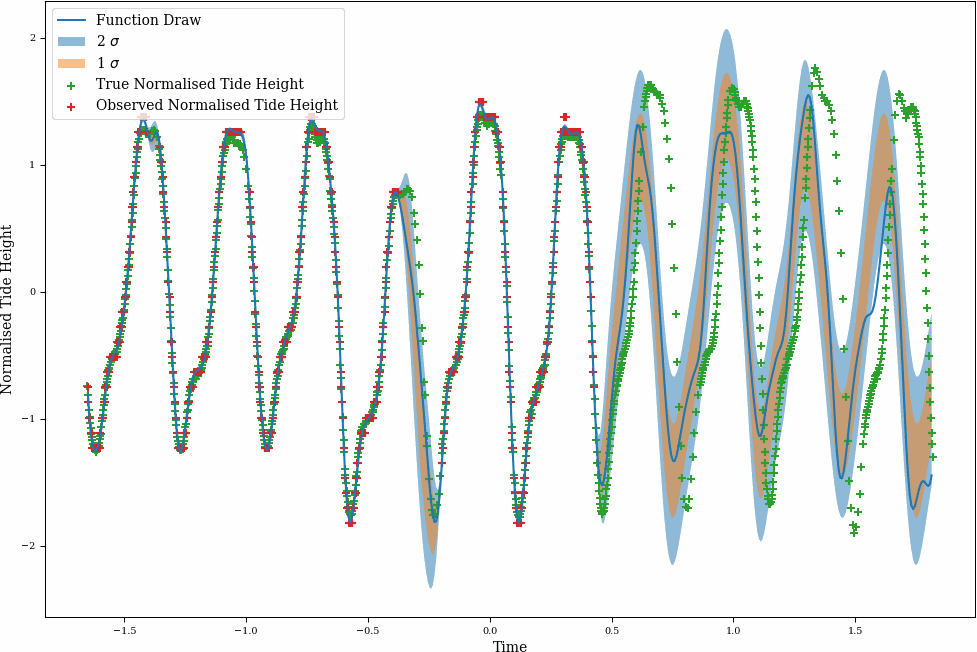 Function Draw
2 σ
1 σ
True Normalised Tide Height
Observed Normalised Tide Height
Normalised Tide Height
2
1
0
−1
−2
−1.5 −1.0 −0.5 0.0 0.5 1.0 1.5
Time